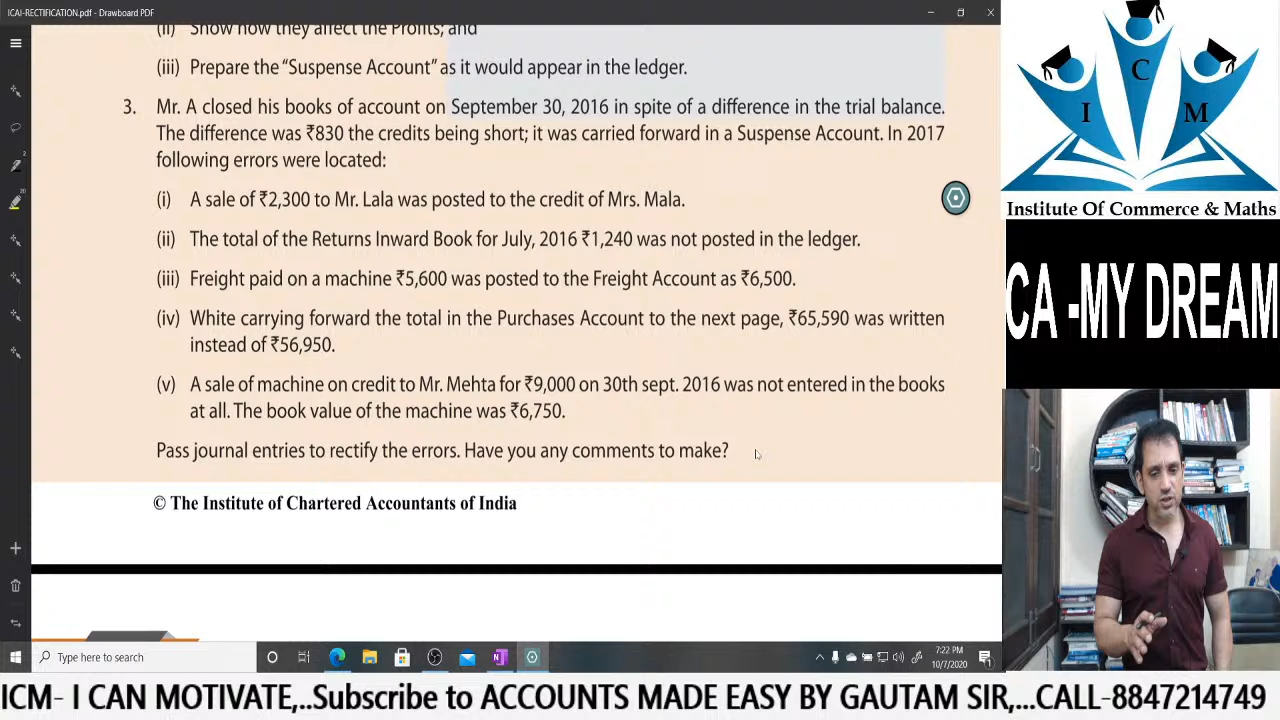 ICAI-RECTIFICATION.pdf - Drawboard PDF
(ii) Show how they affect the Profits; and
(iii) Prepare the “Suspense Account” as it would appear in the ledger.
3. Mr. A closed his books of account on September 30, 2016 in spite of a difference in the trial balance.
The difference was ₹830 the credits being short; it was carried forward in a Suspense Account. In 2017
following errors were located:
(i) A sale of ₹2,300 to Mr. Lala was posted to the credit of Mrs. Mala.
(ii) The total of the Returns Inward Book for July, 2016 ₹1,240 was not posted in the ledger.
(iii) Freight paid on a machine ₹5,600 was posted to the Freight Account as ₹6,500.
(iv) White carrying forward the total in the Purchases Account to the next page, ₹65,590 was written
instead of ₹56,950.
(v) A sale of machine on credit to Mr. Mehta for ₹9,000 on 30th sept. 2016 was not entered in the books
at all. The book value of the machine was ₹6,750.
Pass journal entries to rectify the errors. Have you any comments to make?
© The Institute of Chartered Accountants of India
I C M
Institute Of Commerce & Maths
CA -MY DREAM
Type here to search
7:22 PM
10/7/2020
ICM- I CAN MOTIVATE,..Subscribe to ACCOUNTS MADE EASY BY GAUTAM SIR,...CALL-8847214749